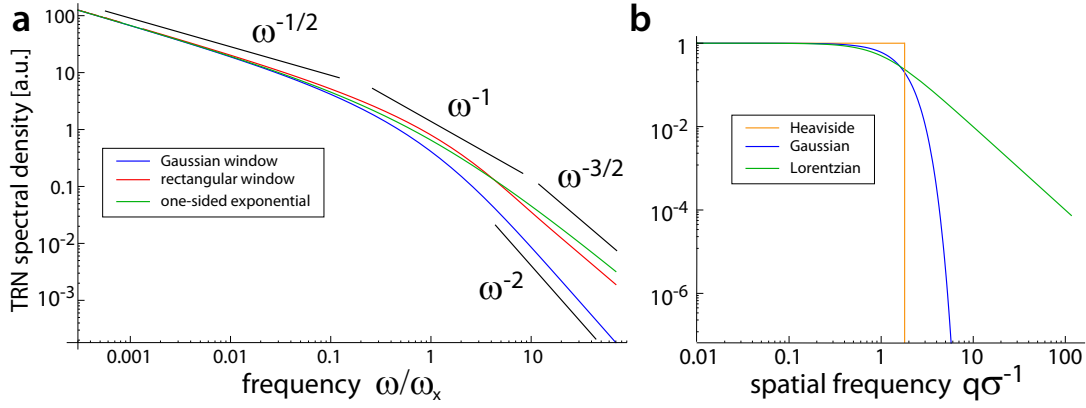 a
TRN spectral density [a.u.]
100
10
1
0.1
10^-2
10^-3
ω^-1/2
ω^-1
ω^-3/2
ω^-2
Gaussian window
rectangular window
one-sided exponential
0.001 0.01 0.1 1 10
frequency ω/ω_x
b
1
10^-2
10^-4
10^-6
Heaviside
Gaussian
Lorentzian
0.01 0.1 1 10 100
spatial frequency qσ^-1